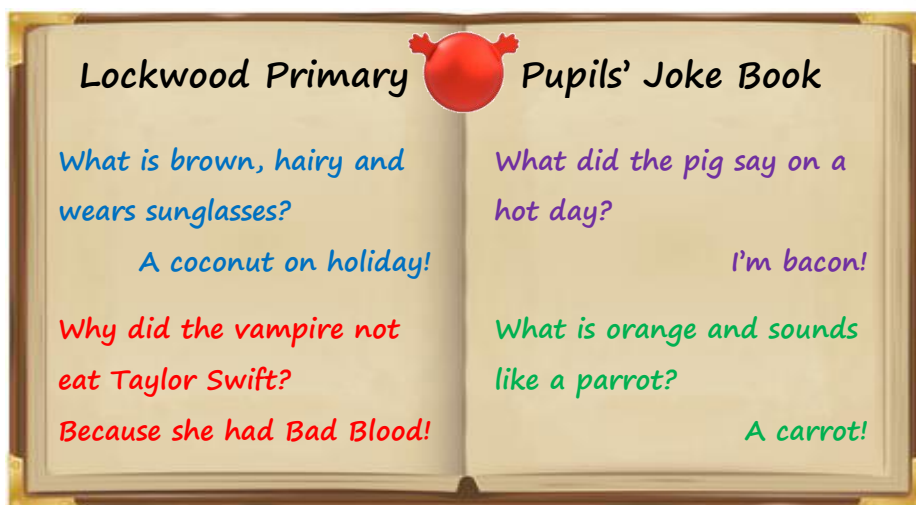 Lockwood Primary Pupils’ Joke Book
What is brown, hairy and
wears sunglasses?
A coconut on holiday!
Why did the vampire not
eat Taylor Swift?
Because she had Bad Blood!
What did the pig say on a
hot day?
I’m bacon!
What is orange and sounds
like a parrot?
A carrot!